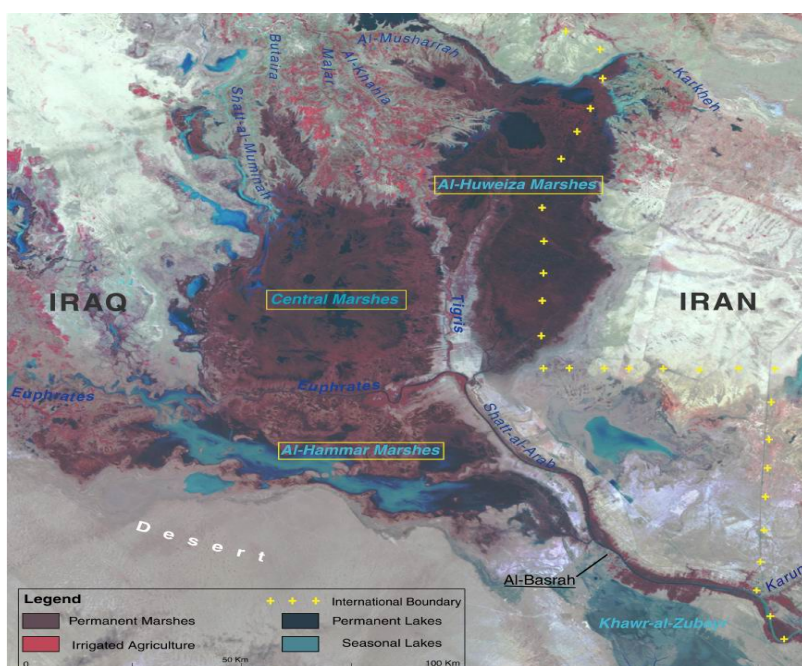 Al-Musharrah
Butaira
Majar
Al-Khahla
Karkheh
Shatt-al-Muminah
Al-Huweiza Marshes
IRAQ
Central Marshes
Tigris
IRAN
Euphrates
Euphrates
Al-Hammar Marshes
Shatt-al-Arab
Desert
Al-Basrah
Karun
Khawr-al-Zubair
Legend
International Boundary
Permanent Marshes
Permanent Lakes
Irrigated Agriculture
Seasonal Lakes
0 50 Km 100 Km